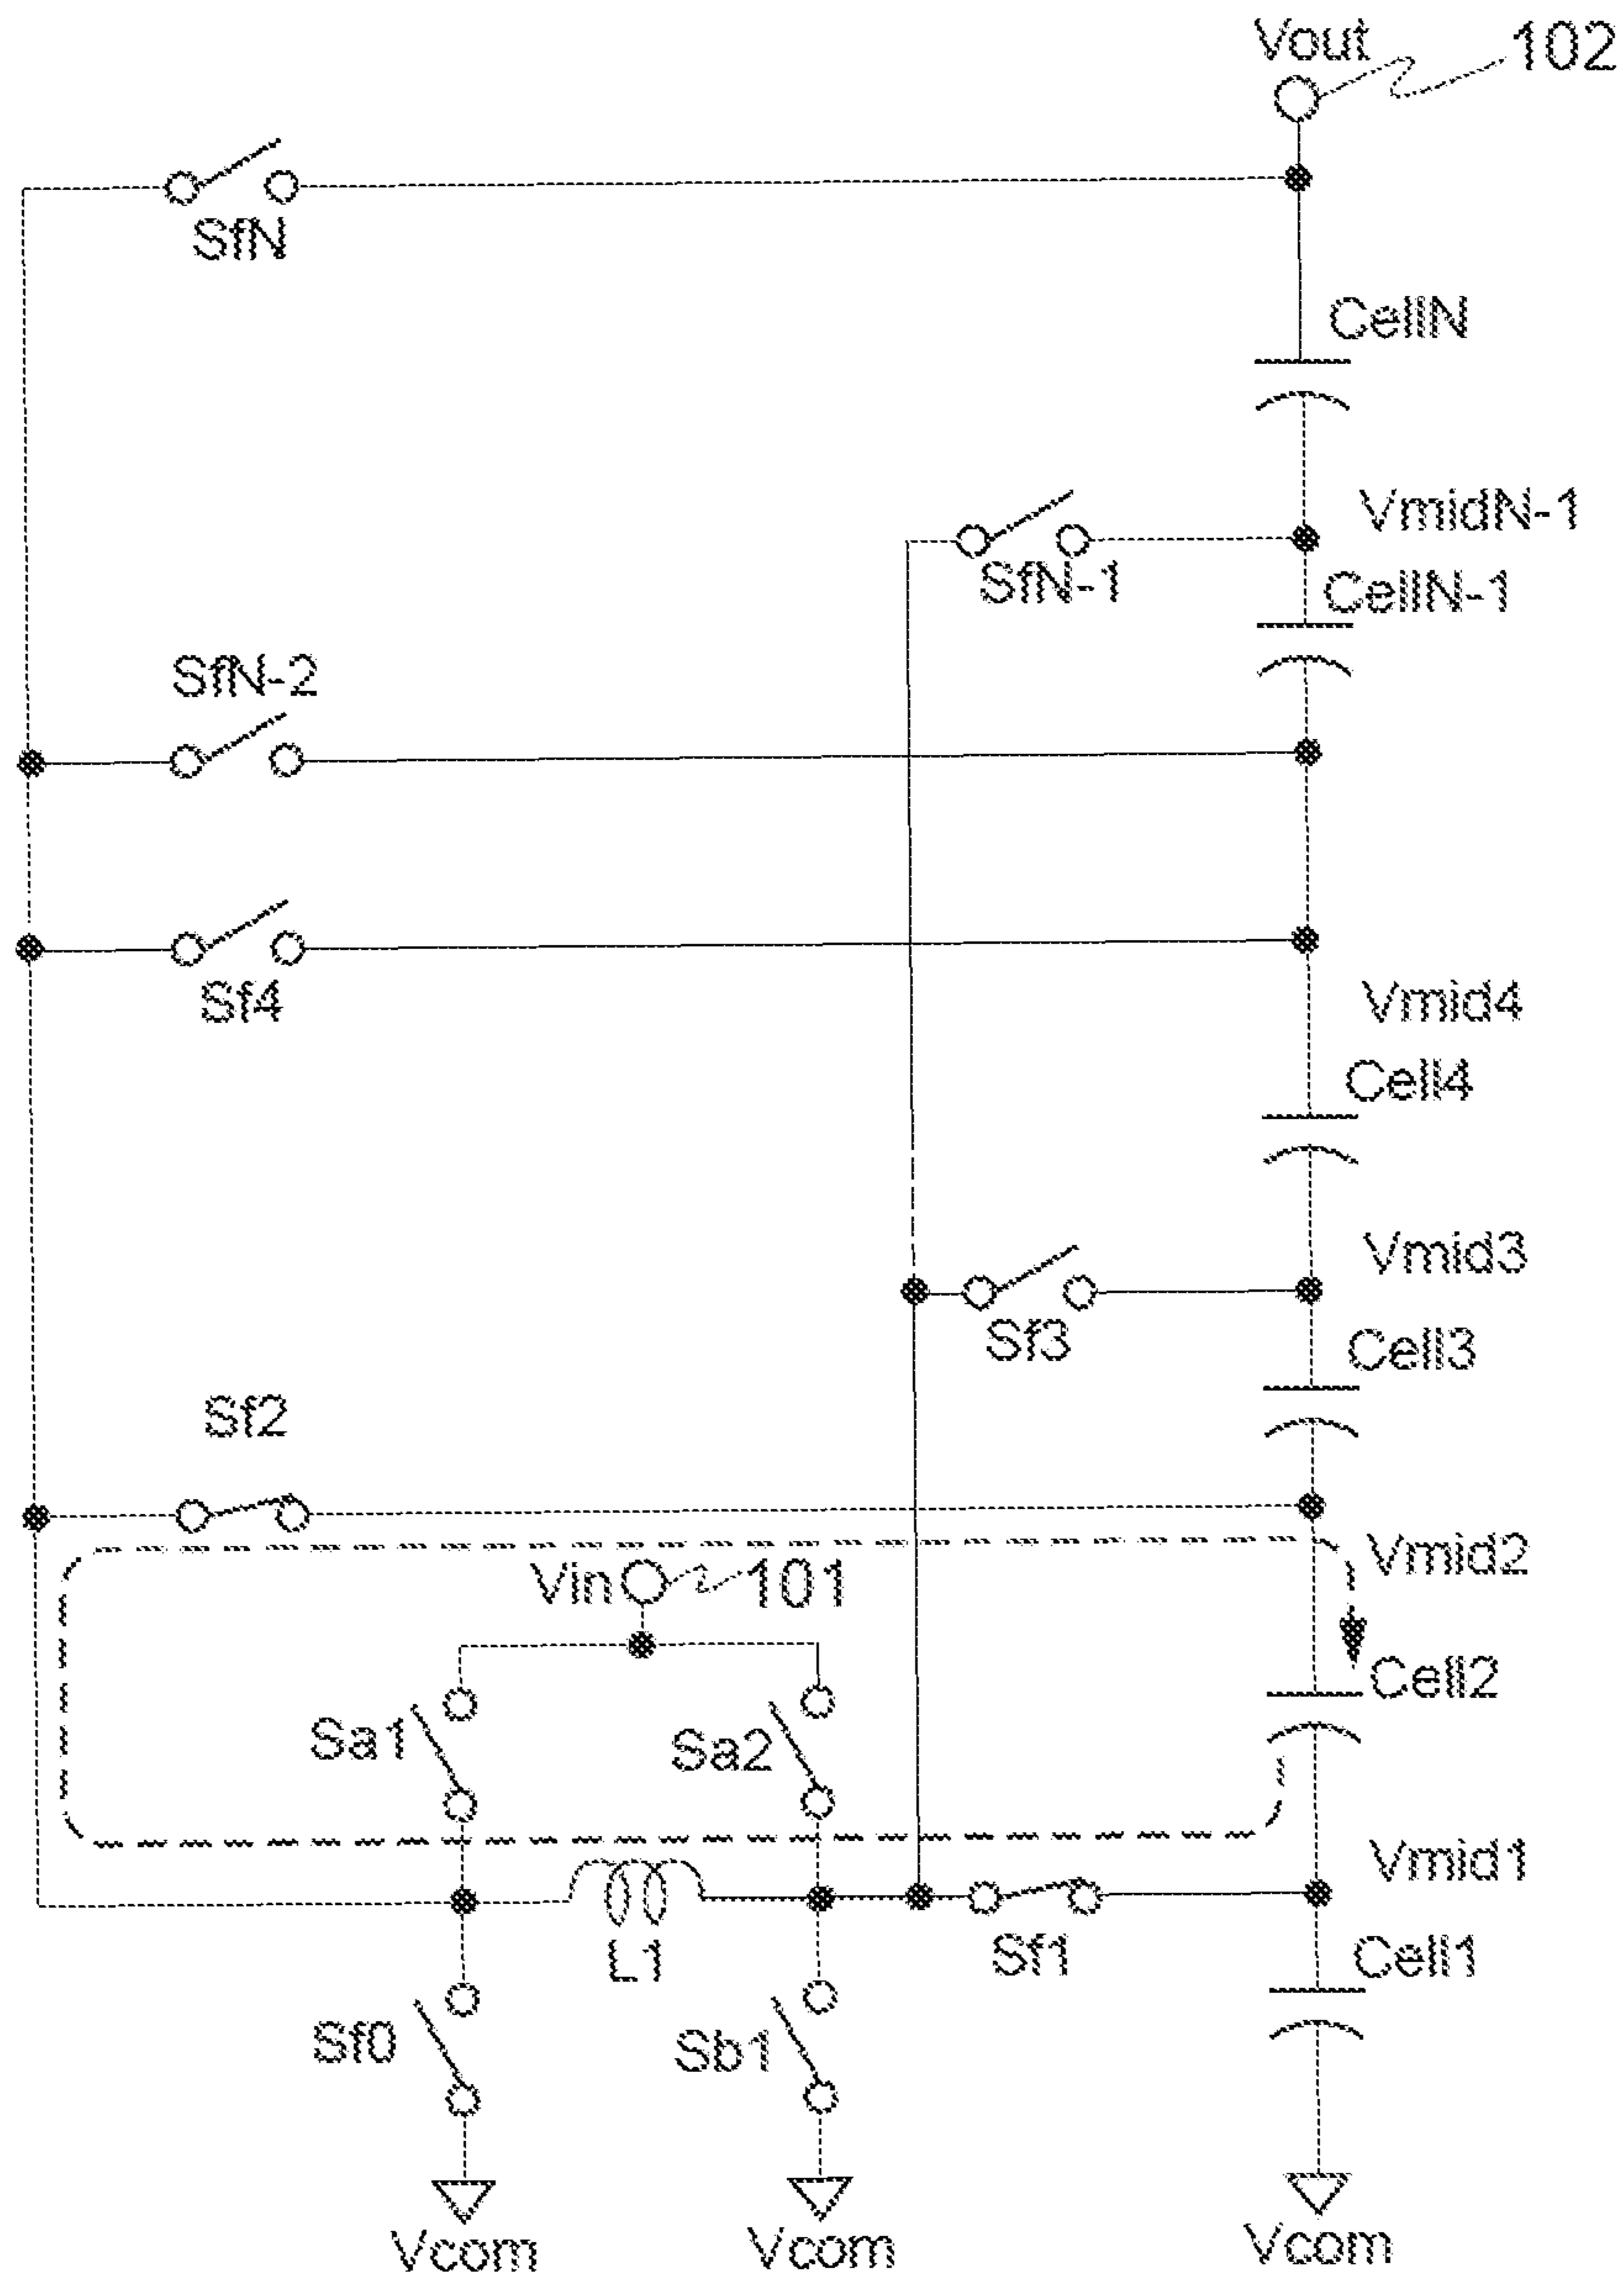 Vout
102
SfN
CellN
VmidN-1
SfN-1
CellN-1
SfN-2
Sf4
Vmid4
Cell4
Vmid3
Sf3
Cell3
Sf2
Vmid2
Vin
101
Cell2
Sa1
Sa2
Vmid1
L1
Sf1
Cell1
Sf0
Sb1
Vcom
Vcom
Vcom